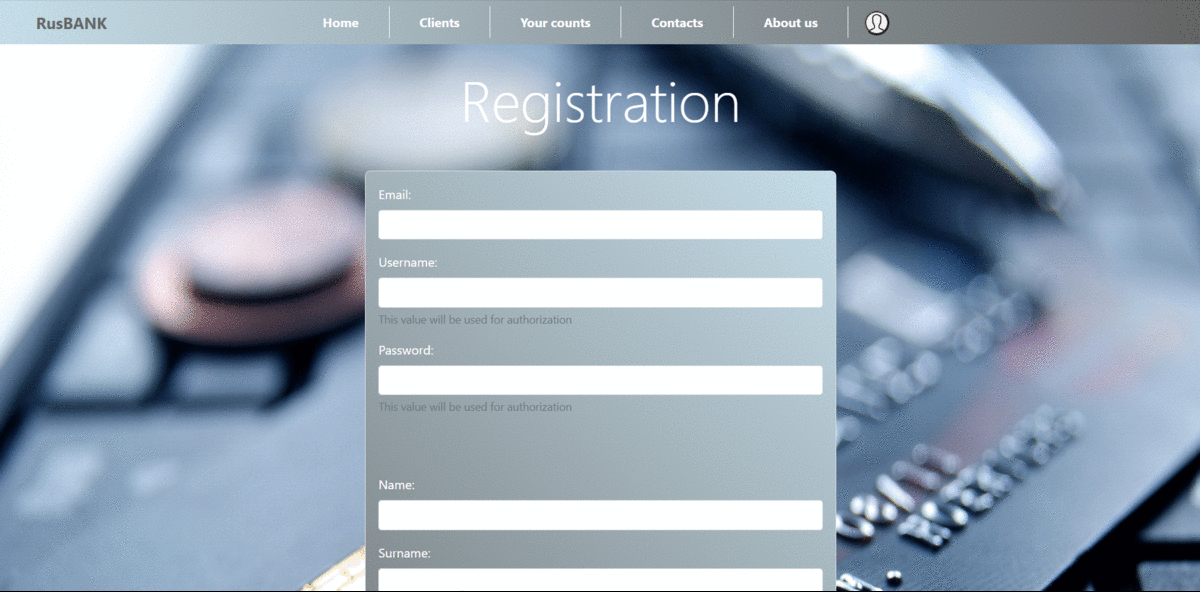 RusBANK Home Clients Your counts Contacts About us
Registration
Email:
Username:
This value will be used for authorization
Password:
This value will be used for authorization
Name:
Surname: